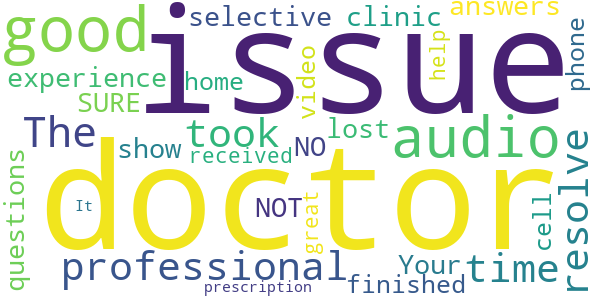 good
issue
selective
clinic
answers
experience
home
video
help
phone
SURE
The
took
lost
audio
show
received
NO
doctor
questions
NOT
great
It
cell
resolve
professional
Your
time
prescription
finished